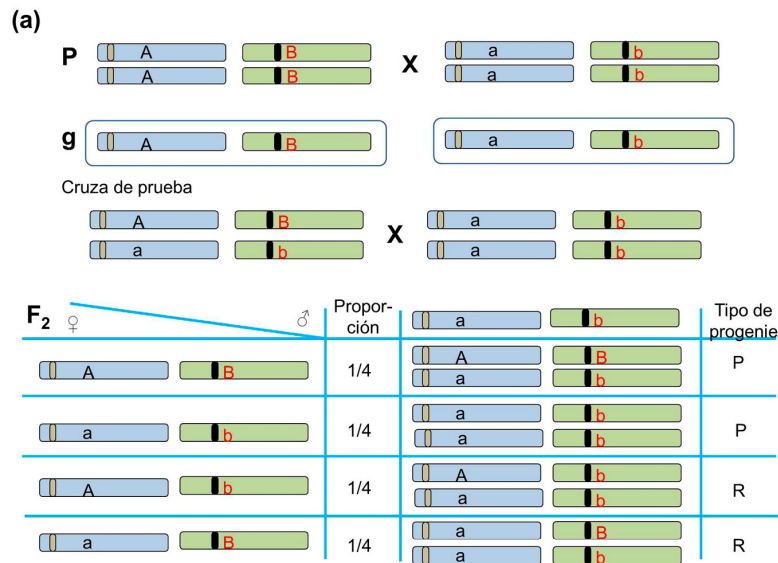 (a)
P A B X a b
A B a b
g A B a b
Cruza de prueba
A B X a b
a b a b
F2 ♀ ♂ Propor-
ción a b Tipo de
progenie
A B 1/4 A B P
a b
a b 1/4 a b P
a b
A b 1/4 A b R
a b
a B 1/4 a B R
a b